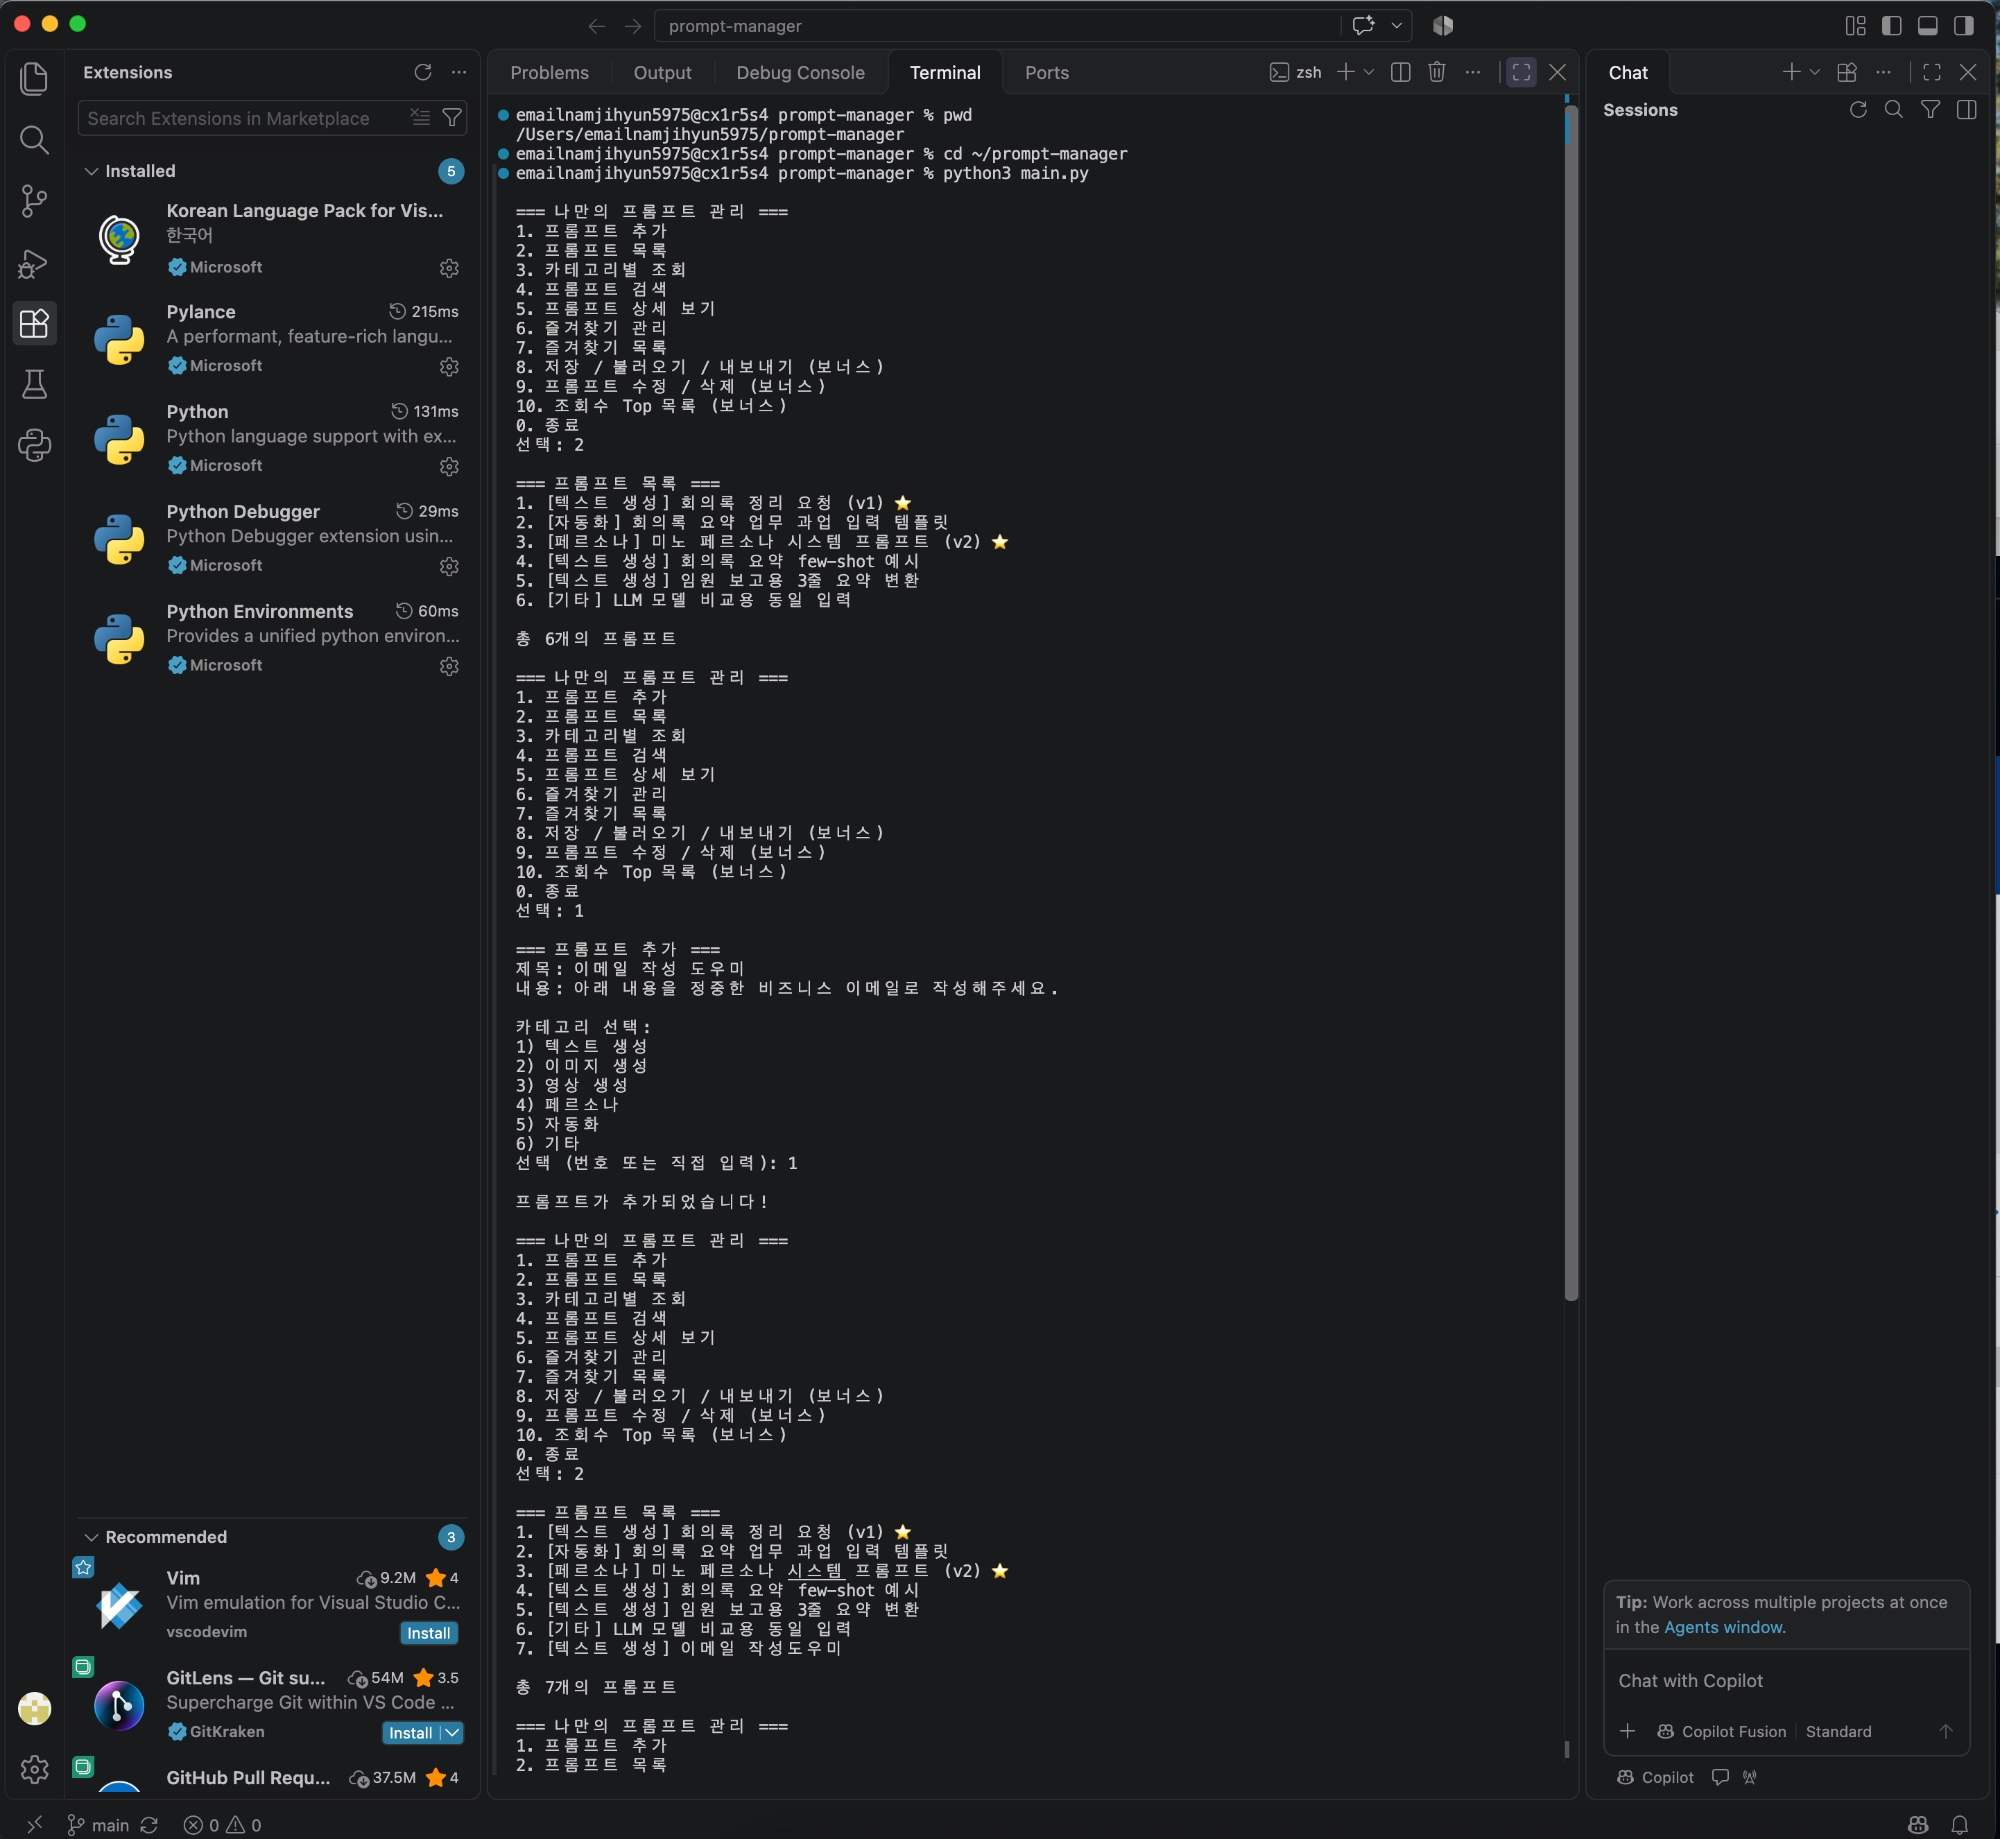 prompt-manager
Extensions
Search Extensions in Marketplace
Installed
5
Korean Language Pack for Vis...
한국어
Microsoft
Pylance 215ms
A performant, feature-rich langu...
Microsoft
Python 131ms
Python language support with ex...
Microsoft
Python Debugger 29ms
Python Debugger extension usin...
Microsoft
Python Environments 60ms
Provides a unified python environ...
Microsoft
Recommended
3
Vim 9.2M 4
Vim emulation for Visual Studio C...
vscodevim Install
GitLens — Git su... 54M 3.5
Supercharge Git within VS Code ...
GitKraken Install
GitHub Pull Requ... 37.5M 4
Problems Output Debug Console Terminal Ports
zsh
emailnamjihyun5975@cx1r5s4 prompt-manager % pwd
/Users/emailnamjihyun5975/prompt-manager
emailnamjihyun5975@cx1r5s4 prompt-manager % cd ~/prompt-manager
emailnamjihyun5975@cx1r5s4 prompt-manager % python3 main.py
=== 나만의 프롬프트 관리 ===
1. 프롬프트 추가
2. 프롬프트 목록
3. 카테고리별 조회
4. 프롬프트 검색
5. 프롬프트 상세 보기
6. 즐겨찾기 관리
7. 즐겨찾기 목록
8. 저장 / 불러오기 / 내보내기 (보너스)
9. 프롬프트 수정 / 삭제 (보너스)
10. 조회수 Top 목록 (보너스)
0. 종료
선택: 2
=== 프롬프트 목록 ===
1. [텍스트 생성] 회의록 정리 요청 (v1) ⭐
2. [자동화] 회의록 요약 업무 과업 입력 템플릿
3. [페르소나] 미노 페르소나 시스템 프롬프트 (v2) ⭐
4. [텍스트 생성] 회의록 요약 few-shot 예시
5. [텍스트 생성] 임원 보고용 3줄 요약 변환
6. [기타] LLM 모델 비교용 동일 입력
총 6개의 프롬프트
=== 나만의 프롬프트 관리 ===
1. 프롬프트 추가
2. 프롬프트 목록
3. 카테고리별 조회
4. 프롬프트 검색
5. 프롬프트 상세 보기
6. 즐겨찾기 관리
7. 즐겨찾기 목록
8. 저장 / 불러오기 / 내보내기 (보너스)
9. 프롬프트 수정 / 삭제 (보너스)
10. 조회수 Top 목록 (보너스)
0. 종료
선택: 1
=== 프롬프트 추가 ===
제목: 이메일 작성 도우미
내용: 아래 내용을 정중한 비즈니스 이메일로 작성해주세요.
카테고리 선택:
1) 텍스트 생성
2) 이미지 생성
3) 영상 생성
4) 페르소나
5) 자동화
6) 기타
선택 (번호 또는 직접 입력): 1
프롬프트가 추가되었습니다!
=== 나만의 프롬프트 관리 ===
1. 프롬프트 추가
2. 프롬프트 목록
3. 카테고리별 조회
4. 프롬프트 검색
5. 프롬프트 상세 보기
6. 즐겨찾기 관리
7. 즐겨찾기 목록
8. 저장 / 불러오기 / 내보내기 (보너스)
9. 프롬프트 수정 / 삭제 (보너스)
10. 조회수 Top 목록 (보너스)
0. 종료
선택: 2
=== 프롬프트 목록 ===
1. [텍스트 생성] 회의록 정리 요청 (v1) ⭐
2. [자동화] 회의록 요약 업무 과업 입력 템플릿
3. [페르소나] 미노 페르소나 시스템 프롬프트 (v2) ⭐
4. [텍스트 생성] 회의록 요약 few-shot 예시
5. [텍스트 생성] 임원 보고용 3줄 요약 변환
6. [기타] LLM 모델 비교용 동일 입력
7. [텍스트 생성] 이메일 작성도우미
총 7개의 프롬프트
=== 나만의 프롬프트 관리 ===
1. 프롬프트 추가
2. 프롬프트 목록
Chat
Sessions
Tip: Work across multiple projects at once
in the Agents window.
Chat with Copilot
Copilot Fusion Standard
Copilot
main 0 0